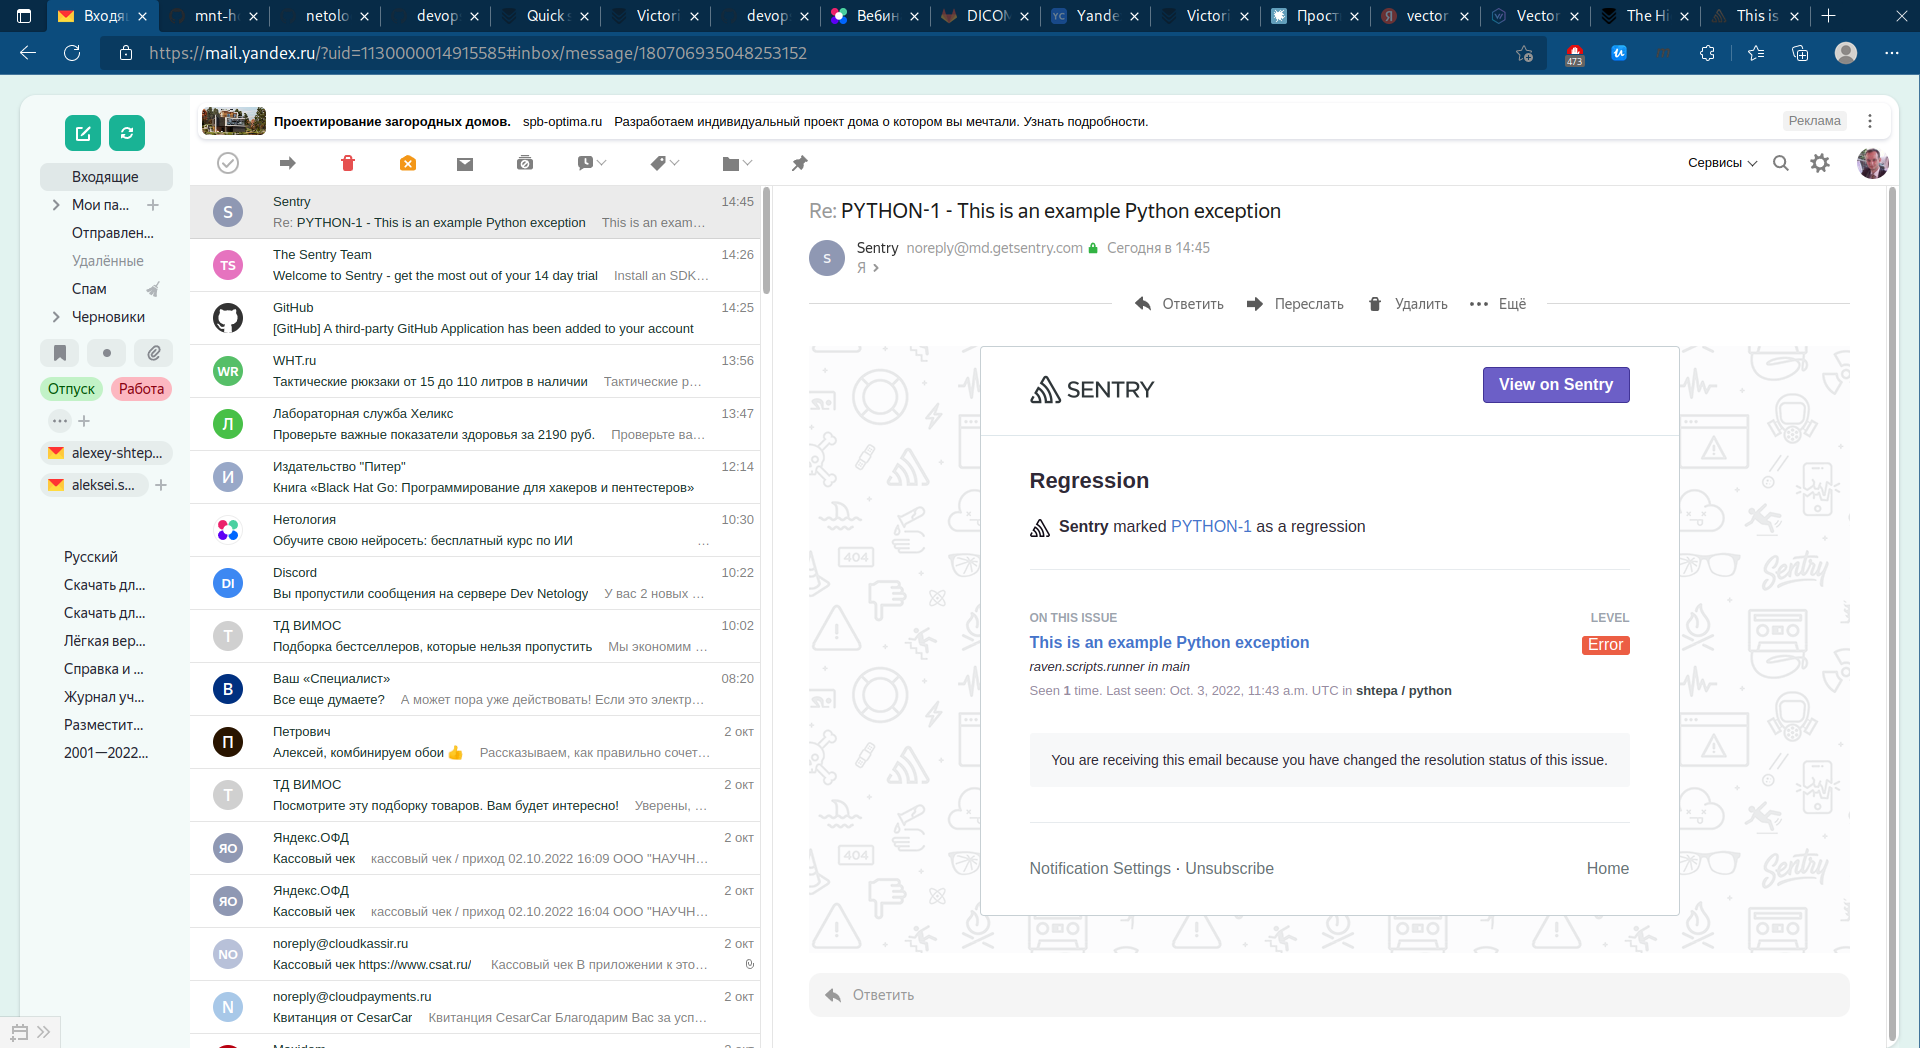 Входящ
mnt-h
netolo
devop
Quick s
Victori
devop
Вебин
DICOM
Yande
Victori
Прост
vector
Vector
The Hi
This is
https://mail.yandex.ru/?uid=1130000014915585#inbox/message/180706935048253152
473
Проектирование загородных домов. spb-optima.ru Разработаем индивидуальный проект дома о котором вы мечтали. Узнать подробности.
Реклама
Сервисы
Входящие
Мои па...
Отправлен...
Удалённые
Спам
Черновики
Отпуск Работа
alexey-shtep...
aleksei.s...
Русский
Скачать дл...
Скачать дл...
Лёгкая вер...
Справка и ...
Журнал уч...
Разместит...
2001—2022...
Sentry 14:45
Re: PYTHON-1 - This is an example Python exception This is an exam...
TS The Sentry Team 14:26
Welcome to Sentry - get the most out of your 14 day trial Install an SDK...
GitHub 14:25
[GitHub] A third-party GitHub Application has been added to your account
WR WHT.ru 13:56
Тактические рюкзаки от 15 до 110 литров в наличии Тактические р...
Л Лабораторная служба Хеликс 13:47
Проверьте важные показатели здоровья за 2190 руб. Проверьте ва...
И Издательство "Питер" 12:14
Книга «Black Hat Go: Программирование для хакеров и пентестеров»
Нетология 10:30
Обучите свою нейросеть: бесплатный курс по ИИ ...
DI Discord 10:22
Вы пропустили сообщения на сервере Dev Netology У вас 2 новых ...
Т ТД ВИМОС 10:02
Подборка бестселлеров, которые нельзя пропустить Мы экономим ...
В Ваш «Специалист» 08:20
Все еще думаете? А может пора уже действовать! Если это электр...
П Петрович 2 окт
Алексей, комбинируем обои 👍 Рассказываем, как правильно сочет...
Т ТД ВИМОС 2 окт
Посмотрите эту подборку товаров. Вам будет интересно! Уверены, ...
ЯО Яндекс.ОФД 2 окт
Кассовый чек кассовый чек / приход 02.10.2022 16:09 ООО "НАУЧН...
ЯО Яндекс.ОФД 2 окт
Кассовый чек кассовый чек / приход 02.10.2022 16:04 ООО "НАУЧН...
NO noreply@cloudkassir.ru 2 окт
Кассовый чек https://www.csat.ru/ Кассовый чек В приложении к это...
N noreply@cloudpayments.ru 2 окт
Квитанция от CesarCar Квитанция CesarCar Благодарим Вас за усп...
Re: PYTHON-1 - This is an example Python exception
S Sentry noreply@md.getsentry.com Сегодня в 14:45
Я
Ответить Переслать Удалить Ещё
SENTRY
View on Sentry
Regression
Sentry marked PYTHON-1 as a regression
ON THIS ISSUE LEVEL
This is an example Python exception Error
raven.scripts.runner in main
Seen 1 time. Last seen: Oct. 3, 2022, 11:43 a.m. UTC in shtepa / python
You are receiving this email because you have changed the resolution status of this issue.
Notification Settings · Unsubscribe Home
404
Sentry
404
Sentry
Ответить